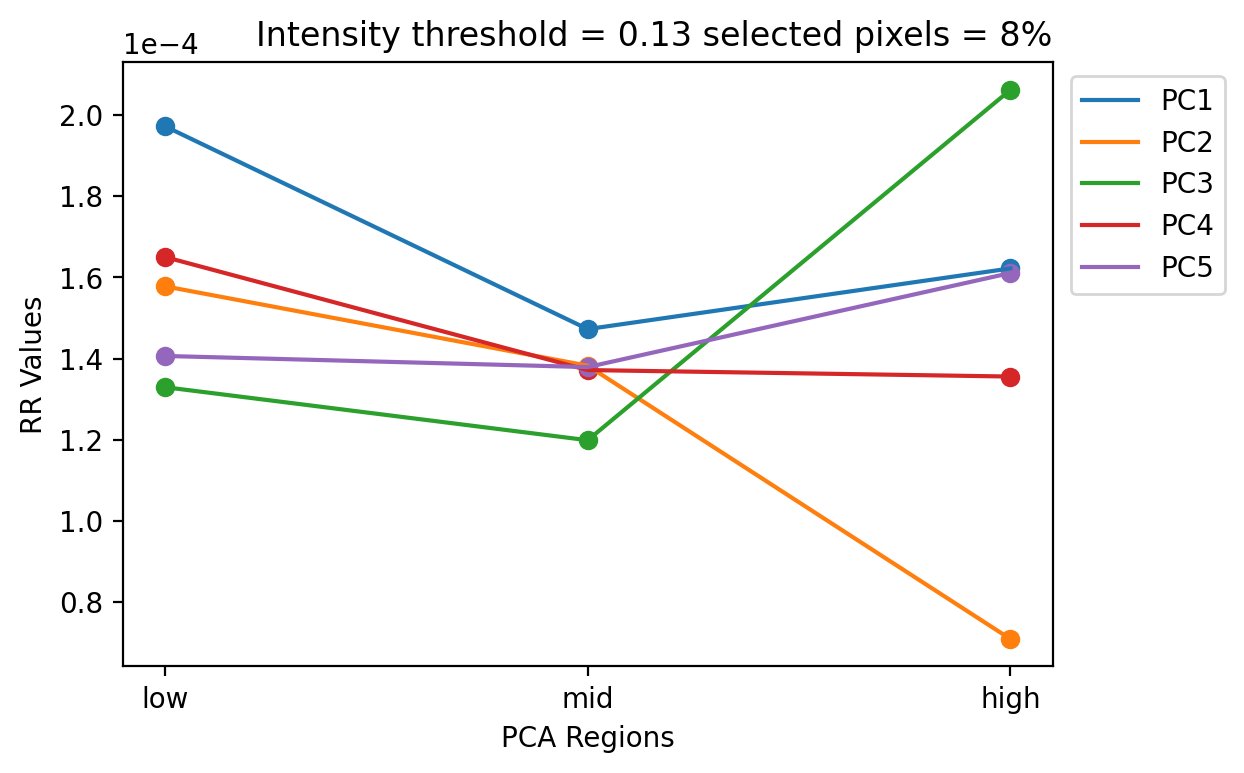 Intensity threshold = 0.13 selected pixels = 8%
1e−4
2.0
1.8
1.6
1.4
1.2
1.0
0.8
RR Values
low mid high
PCA Regions
PC1
PC2
PC3
PC4
PC5